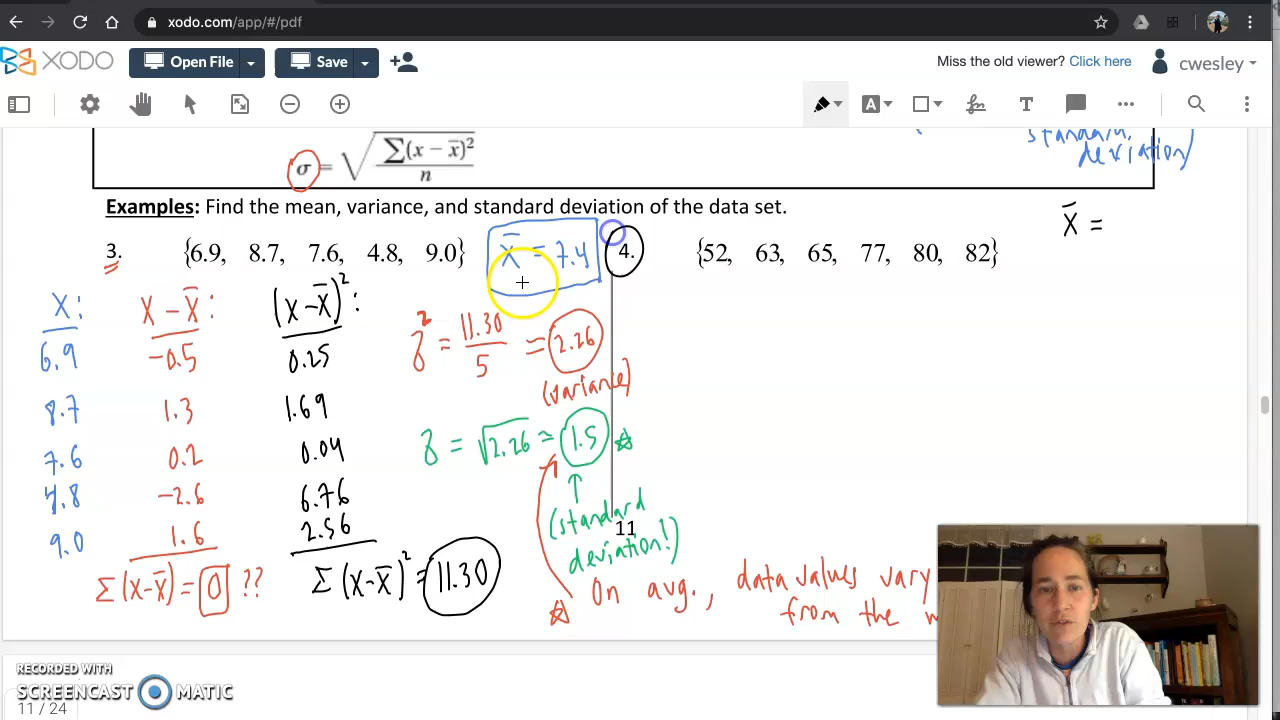 xodo.com/app/#/pdf
XODO
Open File
Save
Miss the old viewer? Click here
cwesley
T
standard
deviation
σ = √ Σ(x − x̄)²
n
Examples: Find the mean, variance, and standard deviation of the data set.
X̄ =
3. {6.9, 8.7, 7.6, 4.8, 9.0} X̄ = 7.4
4. {52, 63, 65, 77, 80, 82}
X: X − X̄: (X − X̄)²:
6.9 −0.5 0.25
8.7 1.3 1.69
7.6 0.2 0.04
4.8 −2.6 6.76
9.0 1.6 2.56
Σ(X−X̄) = 0 ??
Σ(X−X̄)² = 11.30
σ² = 11.30 = 2.26
5
(variance)
σ = √2.26 ≈ 1.5
(standard
deviation!)
11
On avg., data values vary
from the
RECORDED WITH
SCREENCAST MATIC
11 / 24